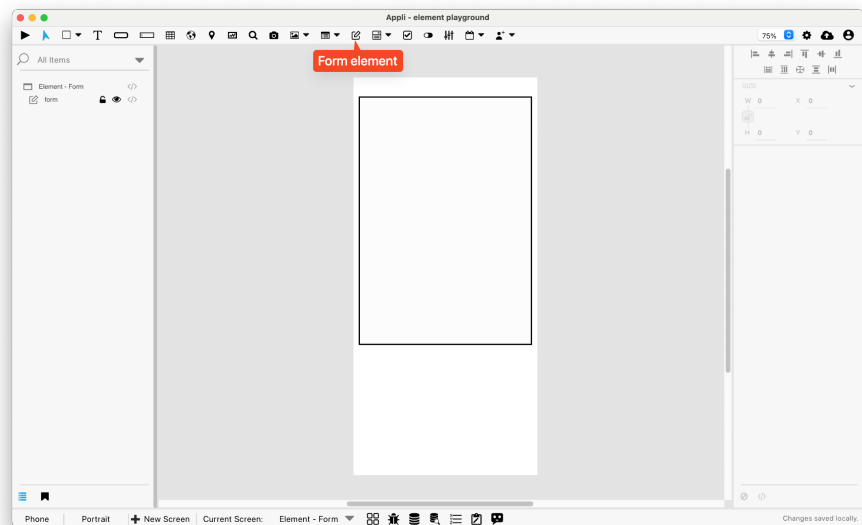 Appli - element playground
T
75%
Form element
All Items
Element - Form
form
SIZE
W 0 X 0
H 0 Y 0
Phone Portrait New Screen Current Screen: Element - Form
Changes saved locally.